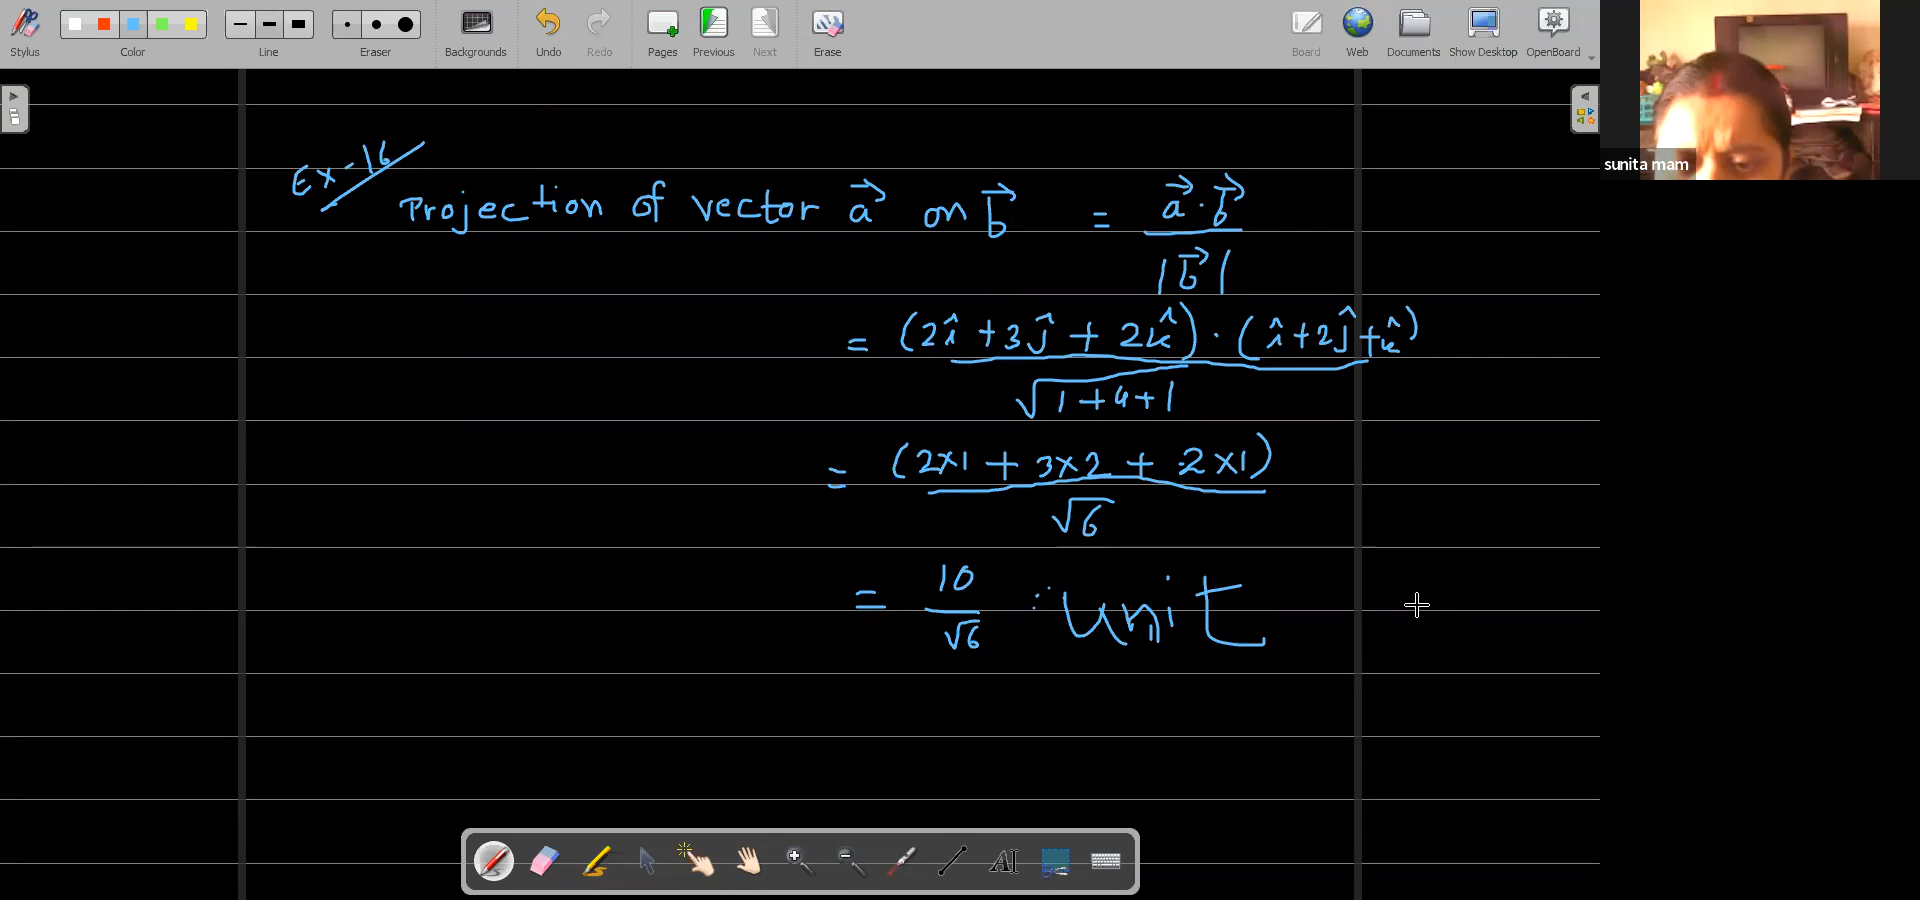 Stylus Color Line Eraser Backgrounds Undo Redo Pages Previous Next Erase Board Web Documents Show Desktop OpenBoard
sunita mam
Ex-16
Projection of vector a⃗ on b⃗ = a⃗ · b⃗
|b⃗|
= (2î + 3ĵ + 2k̂) · (î + 2ĵ + k̂)
√1+4+1
= (2×1 + 3×2 + 2×1)
√6
= 10 unit
√6
AI